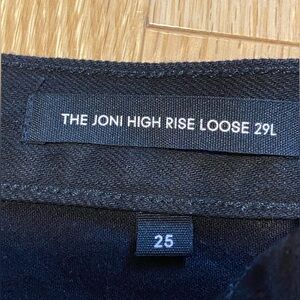 THE JONI HIGH RISE LOOSE 29L
25